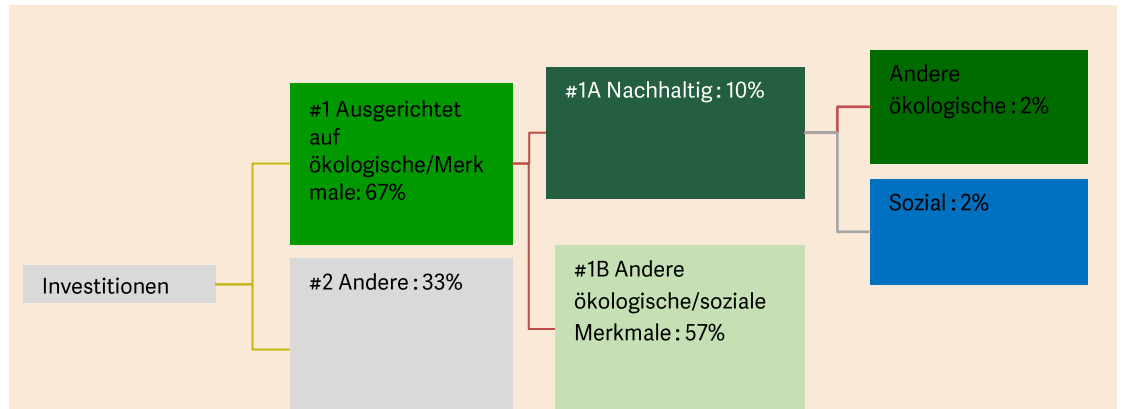 Investitionen
#1 Ausgerichtet
auf
ökologische/Merk
male: 67%
#2 Andere : 33%
#1A Nachhaltig : 10%
#1B Andere
ökologische/soziale
Merkmale : 57%
Andere
ökologische : 2%
Sozial : 2%